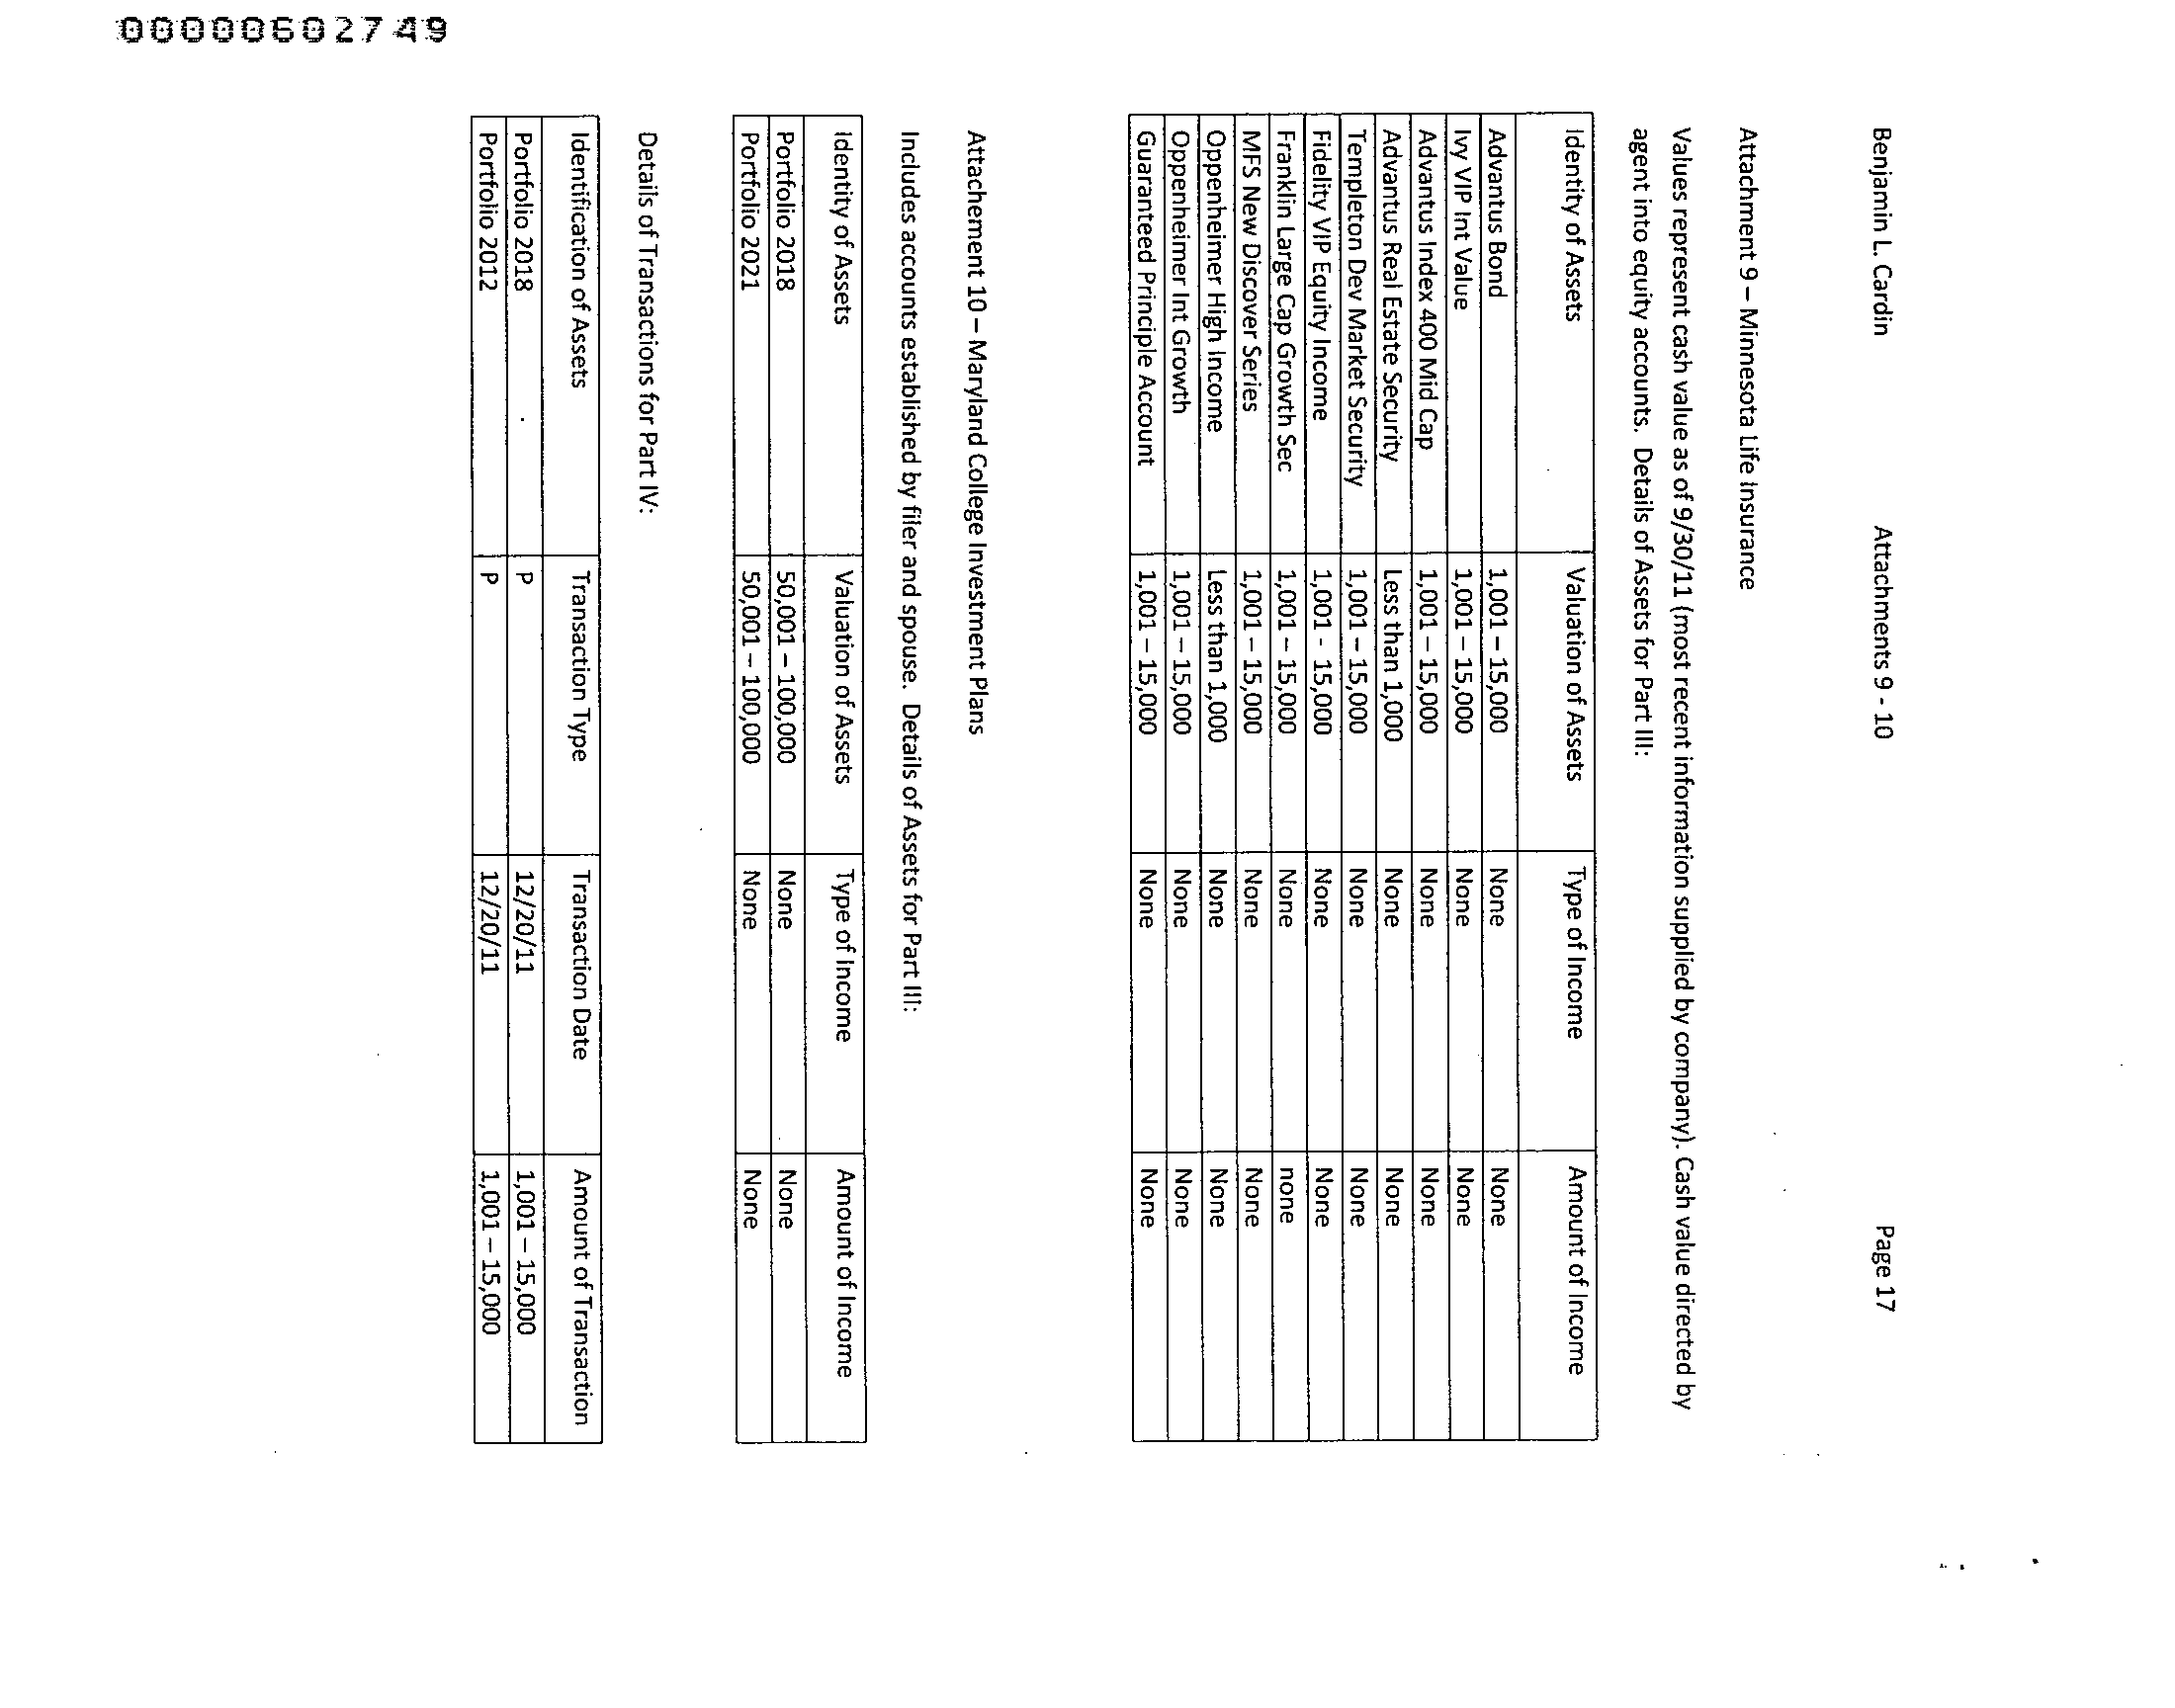 00000602749
Benjamin L. Cardin Attachments 9 - 10 Page 17
Attachment 9 – Minnesota Life Insurance
Values represent cash value as of 9/30/11 (most recent information supplied by company). Cash value directed by
agent into equity accounts. Details of Assets for Part III:
Identity of Assets Valuation of Assets Type of Income Amount of Income
Advantus Bond 1,001 – 15,000 None None
Ivy VIP Int Value 1,001 – 15,000 None None
Advantus Index 400 Mid Cap 1,001 – 15,000 None None
Advantus Real Estate Security Less than 1,000 None None
Templeton Dev Market Security 1,001 – 15,000 None None
Fidelity VIP Equity Income 1,001 - 15,000 None None
Franklin Large Cap Growth Sec 1,001 – 15,000 None none
MFS New Discover Series 1,001 – 15,000 None None
Oppenheimer High Income Less than 1,000 None None
Oppenheimer Int Growth 1,001 – 15,000 None None
Guaranteed Principle Account 1,001 – 15,000 None None
Attachement 10 – Maryland College Investment Plans
Includes accounts established by filer and spouse. Details of Assets for Part III:
Identity of Assets Valuation of Assets Type of Income Amount of Income
Portfolio 2018 50,001 – 100,000 None None
Portfolio 2021 50,001 – 100,000 None None
Details of Transactions for Part IV:
Identification of Assets Transaction Type Transaction Date Amount of Transaction
Portfolio 2018 P 12/20/11 1,001 – 15,000
Portfolio 2012 P 12/20/11 1,001 – 15,000